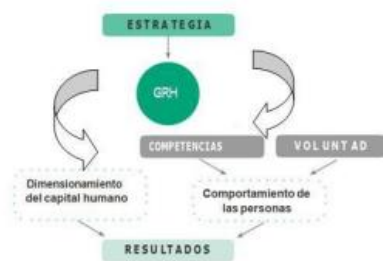 ESTRATEGIA
GRH
COMPETENCIAS
VOLUNTAD
Dimensionamiento
del capital humano
Comportamiento de
las personas
RESULTADOS